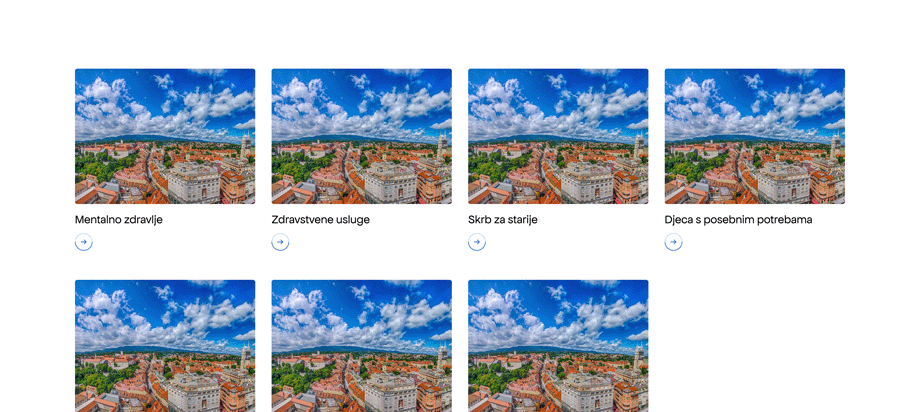 Mentalno zdravlje
Zdravstvene usluge
Skrb za starije
Djeca s posebnim potrebama